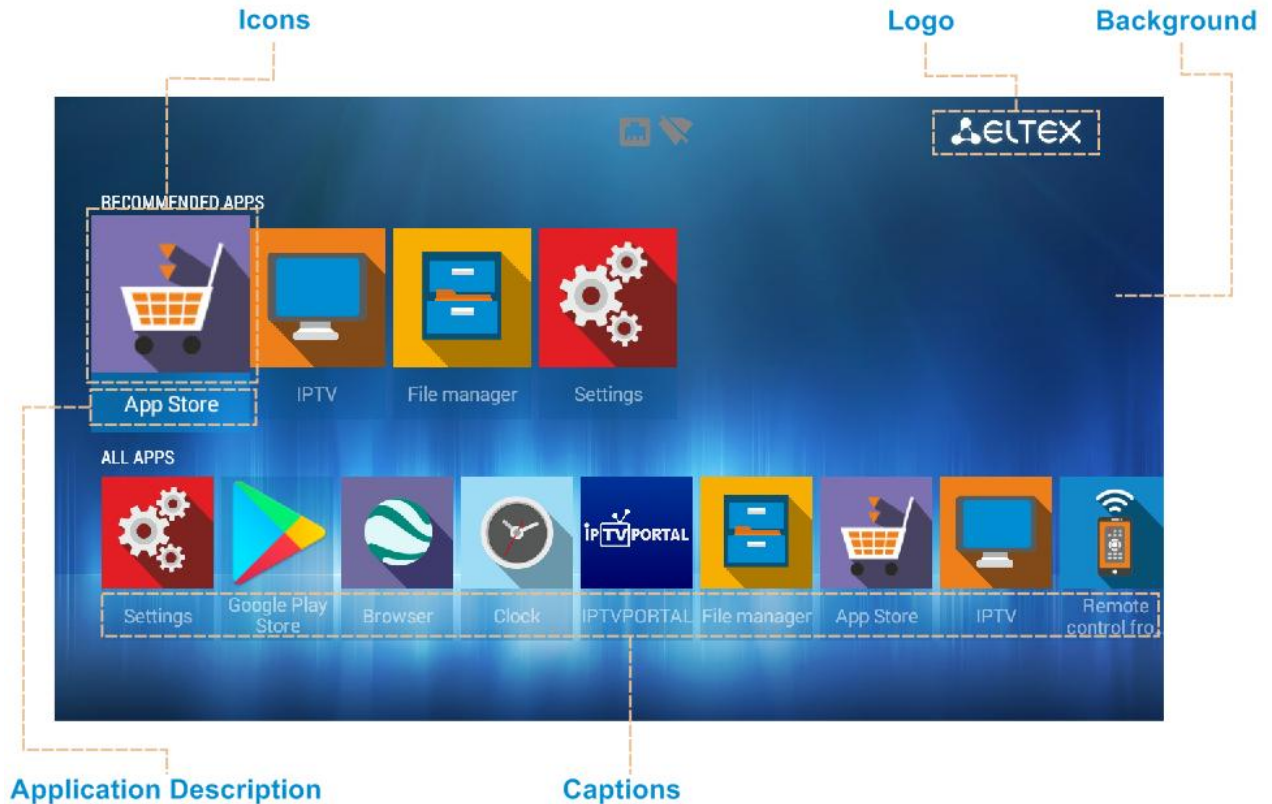 Icons
Logo
Background
ELTEX
RECOMMENDED APPS
App Store
IPTV
File manager
Settings
ALL APPS
IPTVPORTAL
Settings
Google Play
Store
Browser
Clock
IPTVPORTAL
File manager
App Store
IPTV
Remote
control fro...
Application Description
Captions